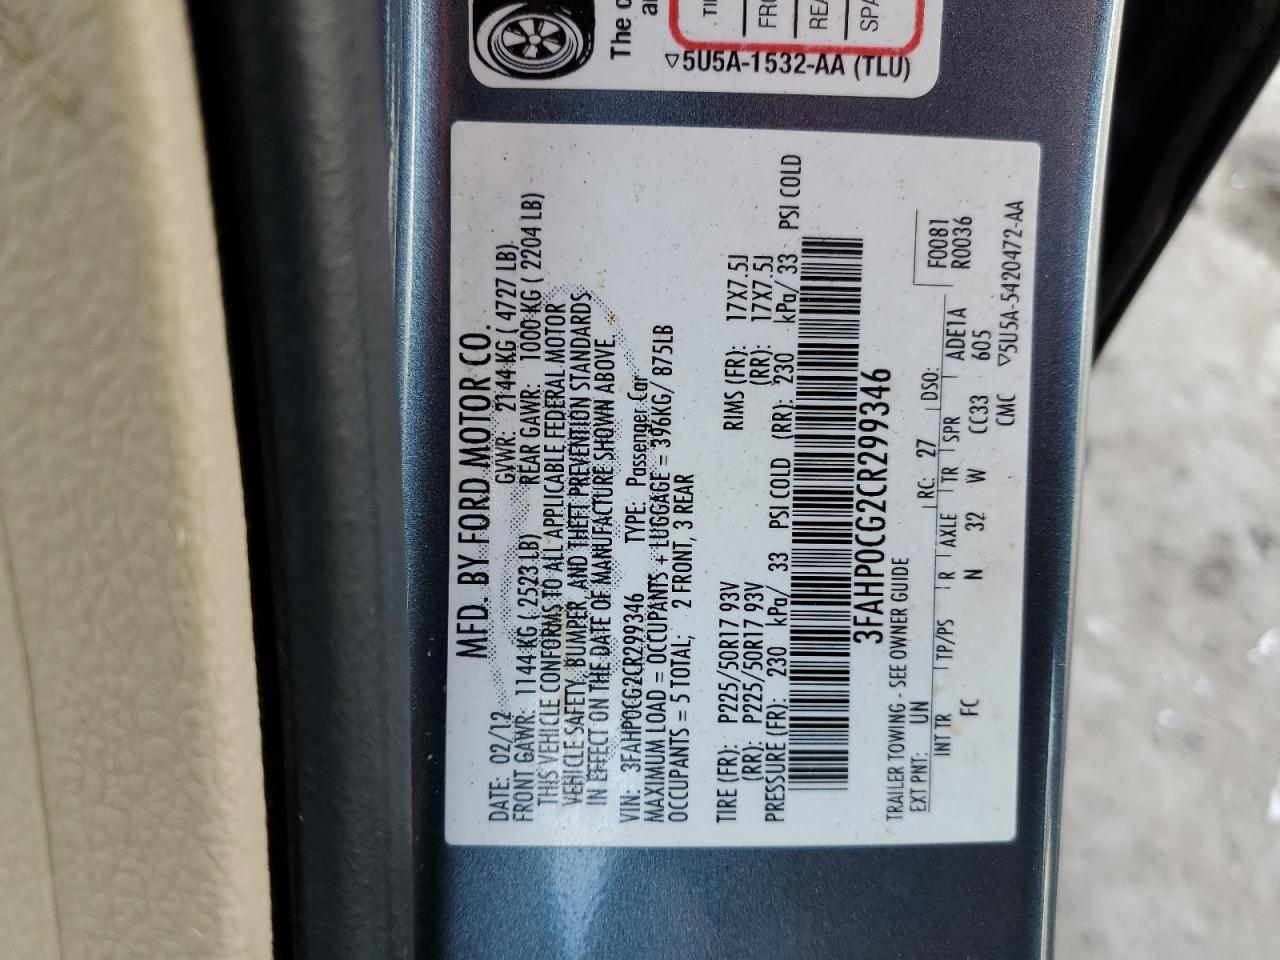 The
TI
FR
REA
SPA
▽5U5A-1532-AA (TLU)
MFD. BY FORD MOTOR CO.
DATE: 02/12 GVWR: 2144 KG ( 4727 LB)
FRONT GAWR: 1144 KG ( 2523 LB) REAR GAWR: 1000 KG ( 2204 LB)
THIS VEHICLE CONFORMS TO ALL APPLICABLE FEDERAL MOTOR
VEHICLE SAFETY, BUMPER, AND THEFT PREVENTION STANDARDS
IN EFFECT ON THE DATE OF MANUFACTURE SHOWN ABOVE.
VIN: 3FAHP0CG2CR299346 TYPE: Passenger Car
MAXIMUM LOAD = OCCUPANTS + LUGGAGE = 396KG/ 875LB
OCCUPANTS = 5 TOTAL; 2 FRONT, 3 REAR
TIRE (FR): P225/50R17 93V RIMS (FR): 17X7.5J
(RR): P225/50R17 93V (RR): 17X7.5J
PRESSURE (FR): 230 kPa/ 33 PSI COLD (RR): 230 kPa/ 33 PSI COLD
3FAHP0CG2CR299346
TRAILER TOWING - SEE OWNER GUIDE
EXT PNT: UN RC: 27 DSO: F0081
INT TR TP/PS R AXLE TR SPR ADE1A R0036
FC N 32 W CC33 605
CMC ▽5U5A-5420472-AA